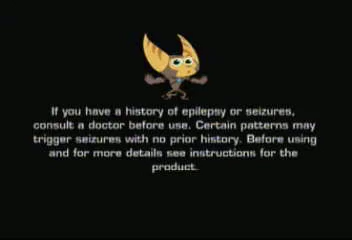 If you have a history of epilepsy or seizures,
consult a doctor before use. Certain patterns may
trigger seizures with no prior history. Before using
and for more details see instructions for the
product.